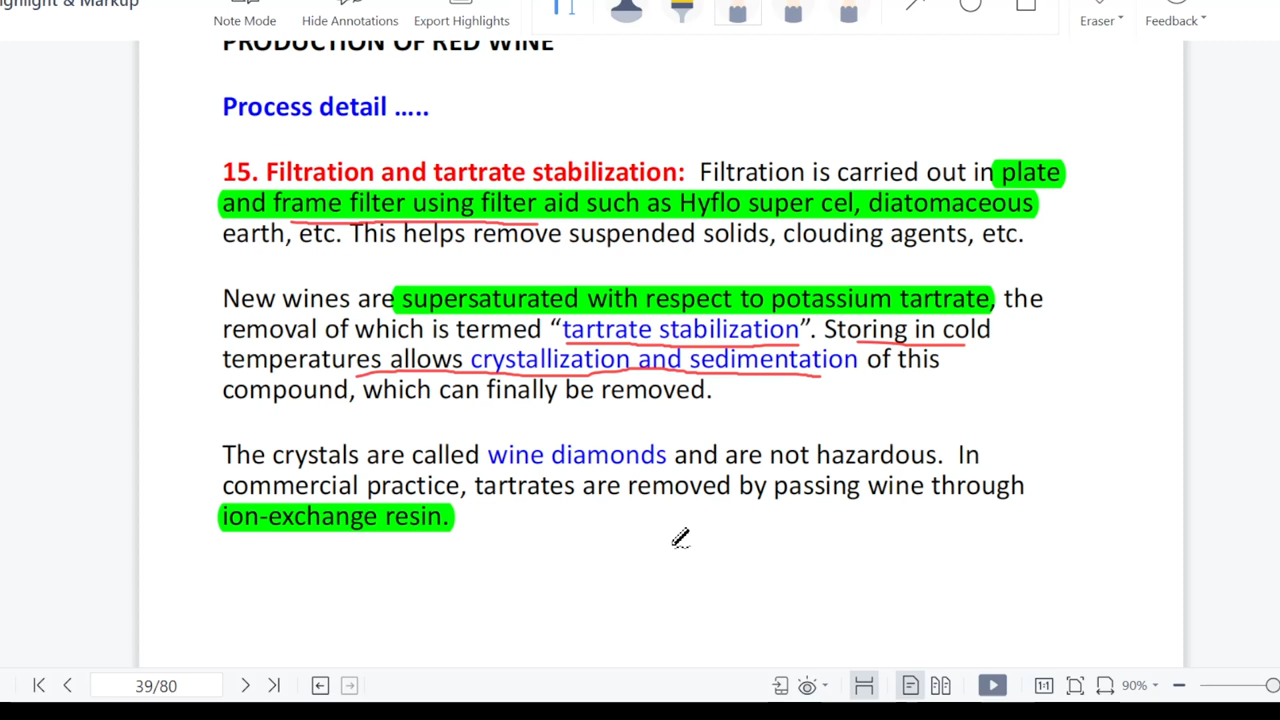 ghlight & Markup
Note Mode
Hide Annotations
Export Highlights
Eraser
Feedback
PRODUCTION OF RED WINE
Process detail …..
15. Filtration and tartrate stabilization: Filtration is carried out in plate
and frame filter using filter aid such as Hyflo super cel, diatomaceous
earth, etc. This helps remove suspended solids, clouding agents, etc.
New wines are supersaturated with respect to potassium tartrate, the
removal of which is termed “tartrate stabilization”. Storing in cold
temperatures allows crystallization and sedimentation of this
compound, which can finally be removed.
The crystals are called wine diamonds and are not hazardous. In
commercial practice, tartrates are removed by passing wine through
ion-exchange resin.
39/80
1:1
90%